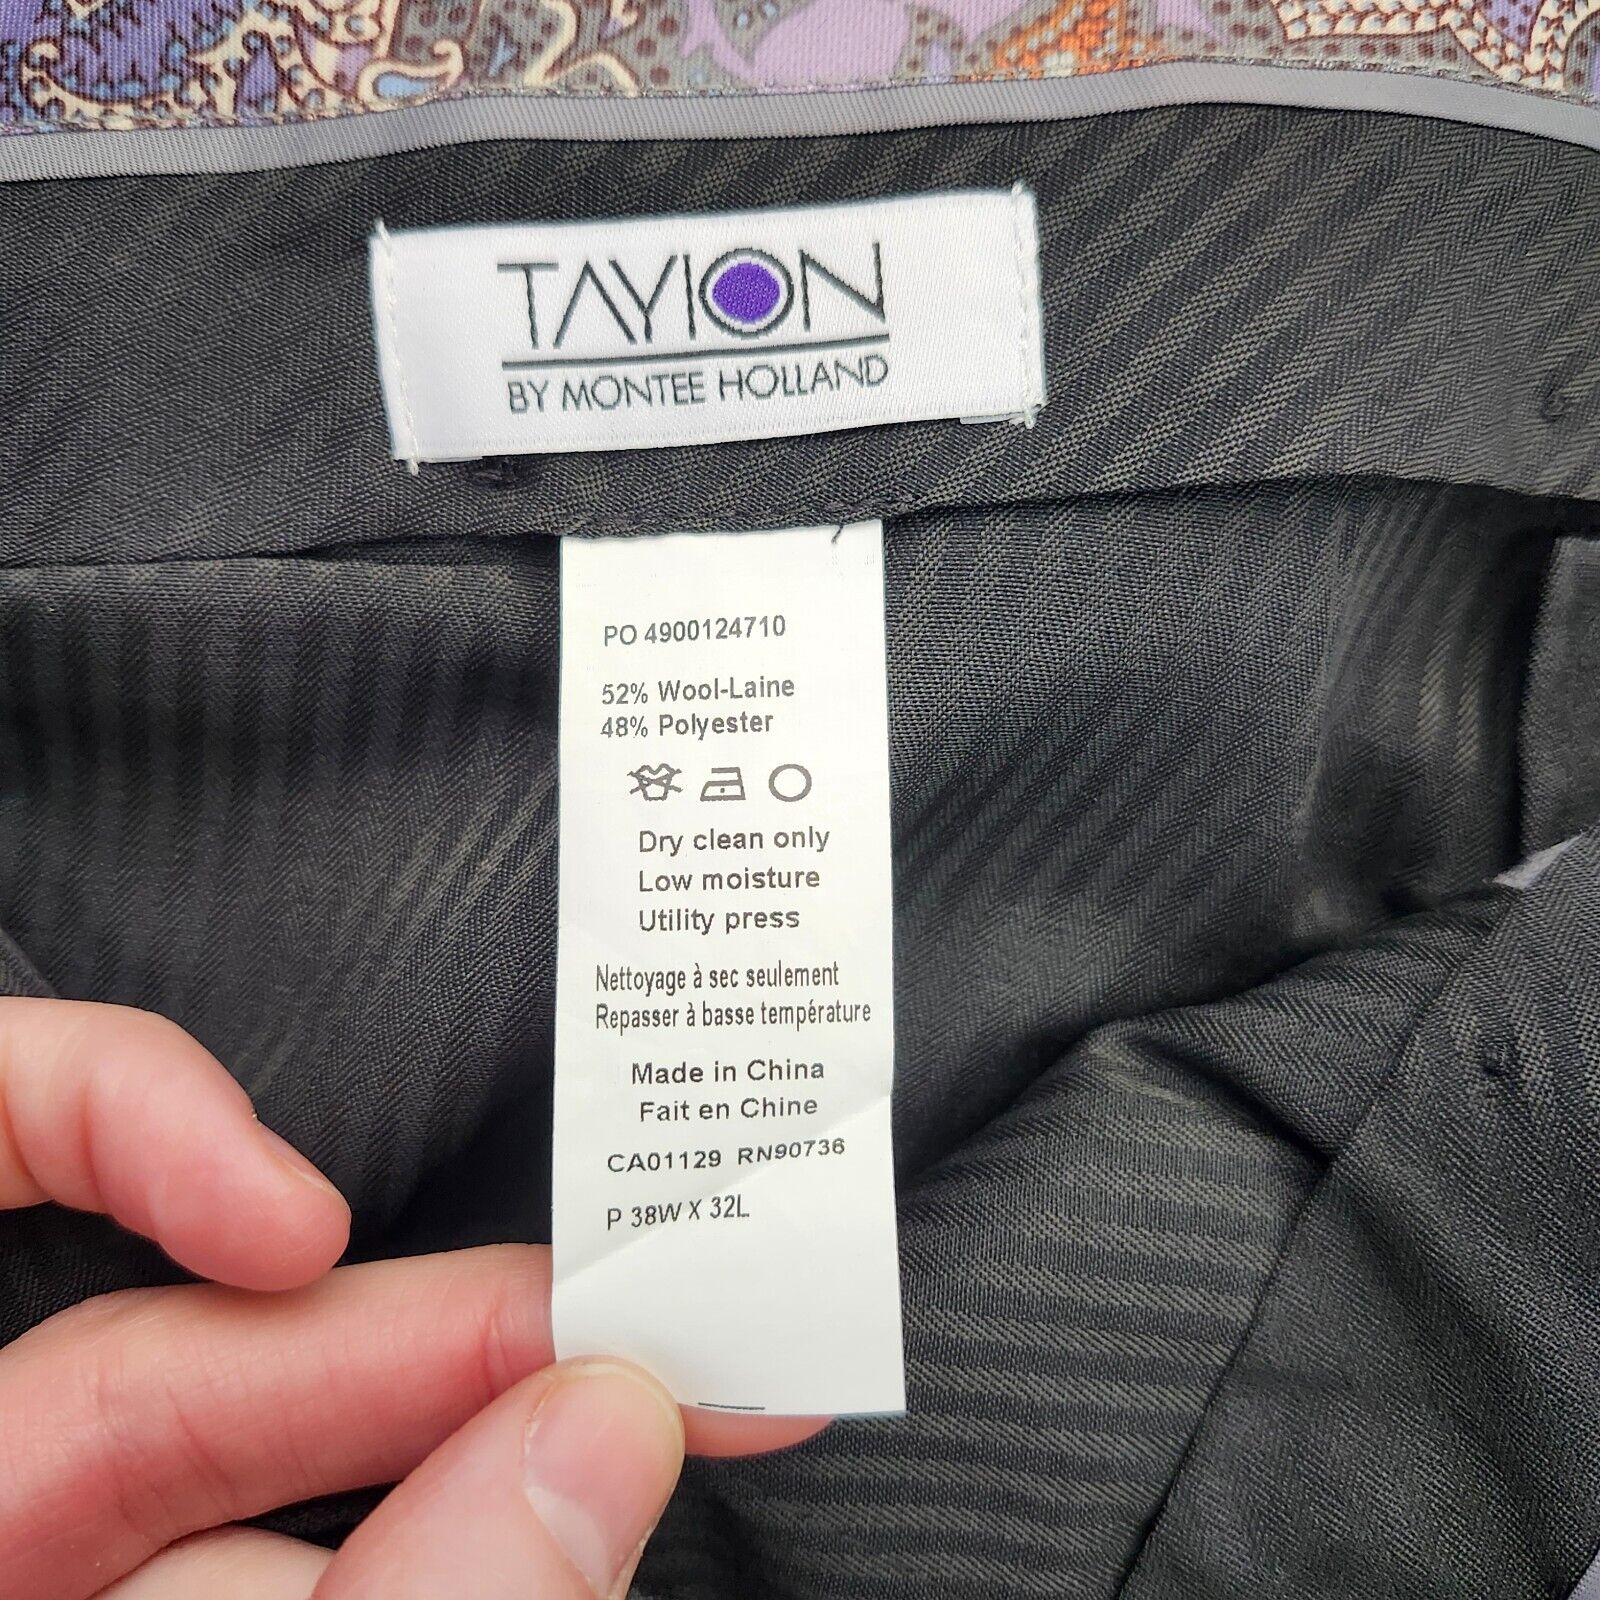 TAYION
BY MONTEE HOLLAND
PO 4900124710
52% Wool-Laine
48% Polyester
Dry clean only
Low moisture
Utility press
Nettoyage à sec seulement
Repasser à basse température
Made in China
Fait en Chine
CA01129 RN90736
P 38W X 32L